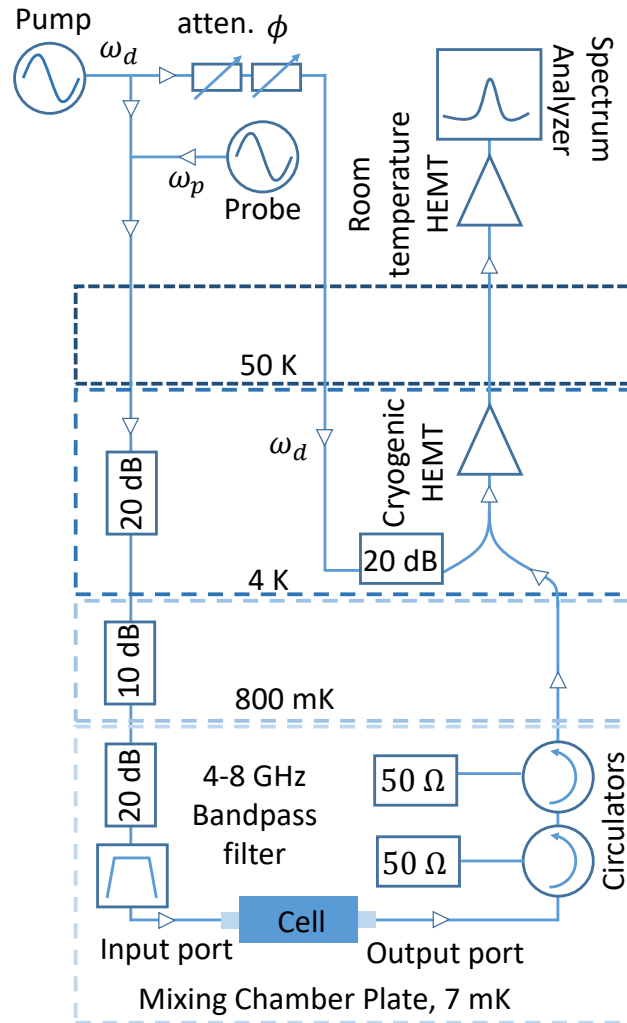 Pump
ω_d
atten.
ϕ
Spectrum
Analyzer
ω_p
Probe
Room
temperature
HEMT
50 K
ω_d
Cryogenic
HEMT
20 dB
20 dB
4 K
10 dB
800 mK
20 dB
4-8 GHz
Bandpass
filter
50 Ω
50 Ω
Circulators
Cell
Input port
Output port
Mixing Chamber Plate, 7 mK